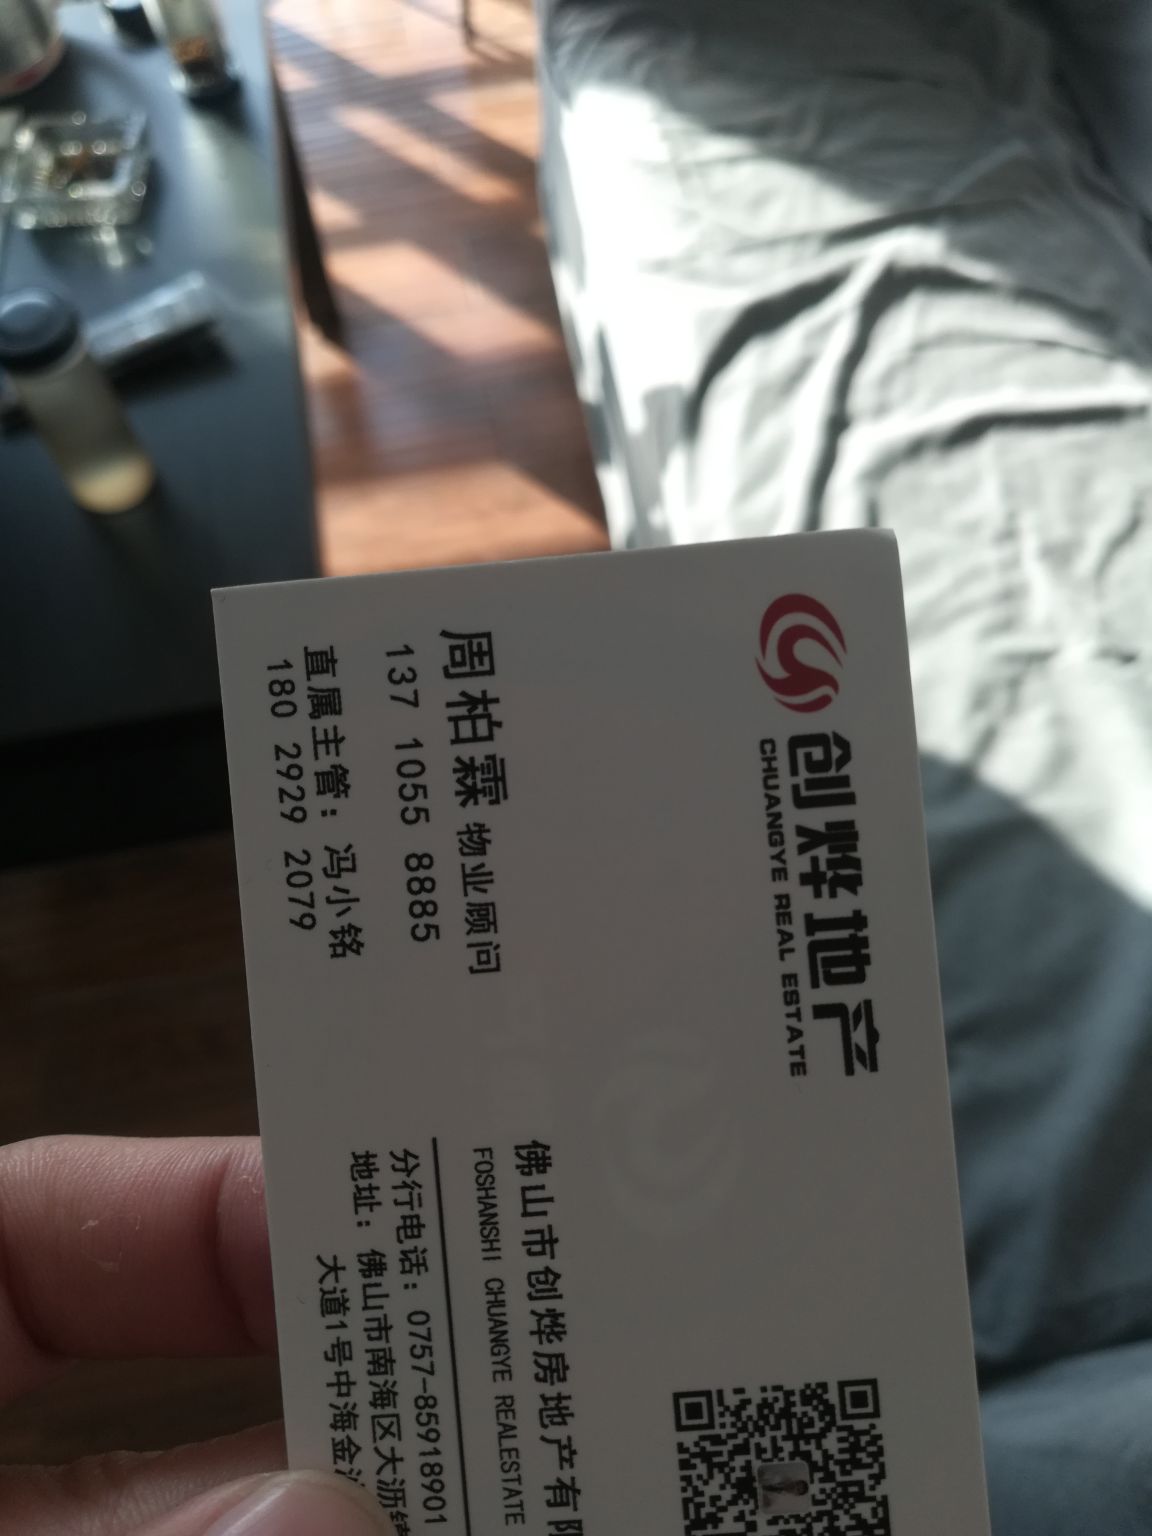 创烨地产
CHUANGYE REAL ESTATE
周柏霖 物业顾问
137 1055 8885
直属主管：冯小铭
180 2929 2079
佛山市创烨房地产有
FOSHANSHI CHUANGYE REALESTATE
分行电话：0757-85918901
地址：佛山市南海区大沥
大道1号中海金